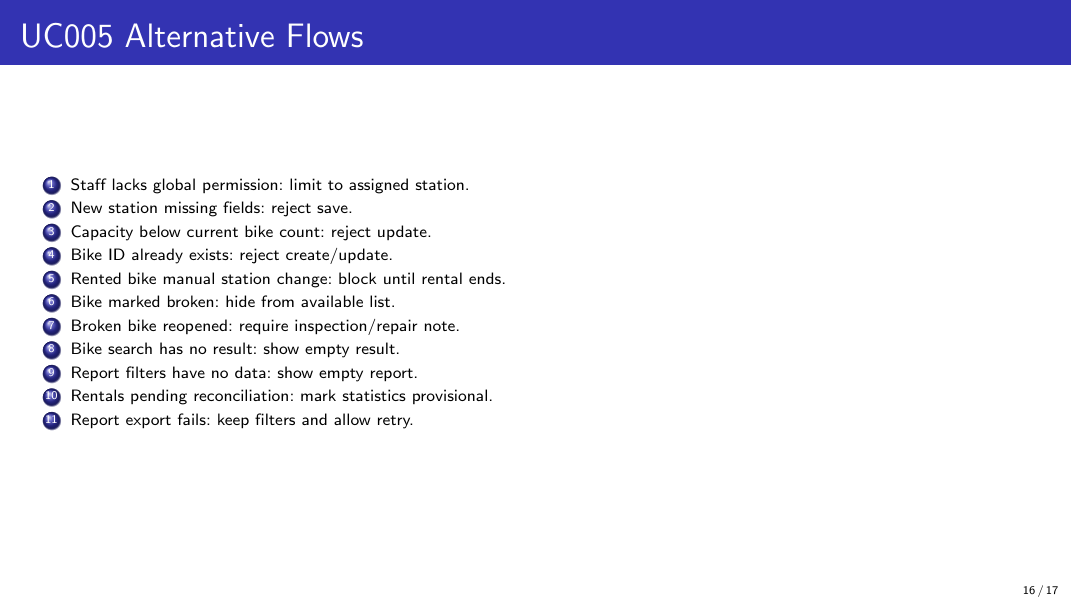 UC005 Alternative Flows
1 Staff lacks global permission: limit to assigned station.
2 New station missing fields: reject save.
3 Capacity below current bike count: reject update.
4 Bike ID already exists: reject create/update.
5 Rented bike manual station change: block until rental ends.
6 Bike marked broken: hide from available list.
7 Broken bike reopened: require inspection/repair note.
8 Bike search has no result: show empty result.
9 Report filters have no data: show empty report.
10 Rentals pending reconciliation: mark statistics provisional.
11 Report export fails: keep filters and allow retry.
16 / 17